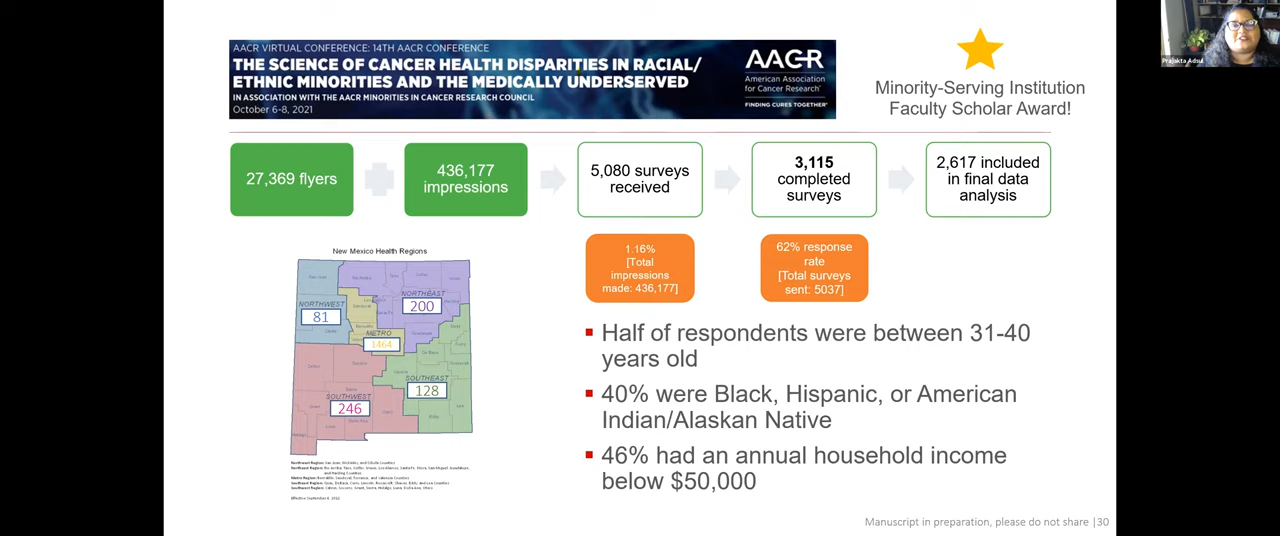 AACR VIRTUAL CONFERENCE: 14TH AACR CONFERENCE
THE SCIENCE OF CANCER HEALTH DISPARITIES IN RACIAL/
ETHNIC MINORITIES AND THE MEDICALLY UNDERSERVED
IN ASSOCIATION WITH THE AACR MINORITIES IN CANCER RESEARCH COUNCIL
October 6-8, 2021
AACR
American Association
for Cancer Research®
FINDING CURES TOGETHER®
Minority-Serving Institution
Faculty Scholar Award!
Prajakta Adsul
27,369 flyers
436,177
impressions
5,080 surveys
received
3,115
completed
surveys
2,617 included
in final data
analysis
1.16%
[Total
impressions
made: 436,177]
62% response
rate
[Total surveys
sent: 5037]
New Mexico Health Regions
NORTHWEST
81
NORTHEAST
200
METRO
1464
SOUTHEAST
128
SOUTHWEST
246
Half of respondents were between 31-40
years old
40% were Black, Hispanic, or American
Indian/Alaskan Native
46% had an annual household income
below $50,000
Manuscript in preparation, please do not share |30